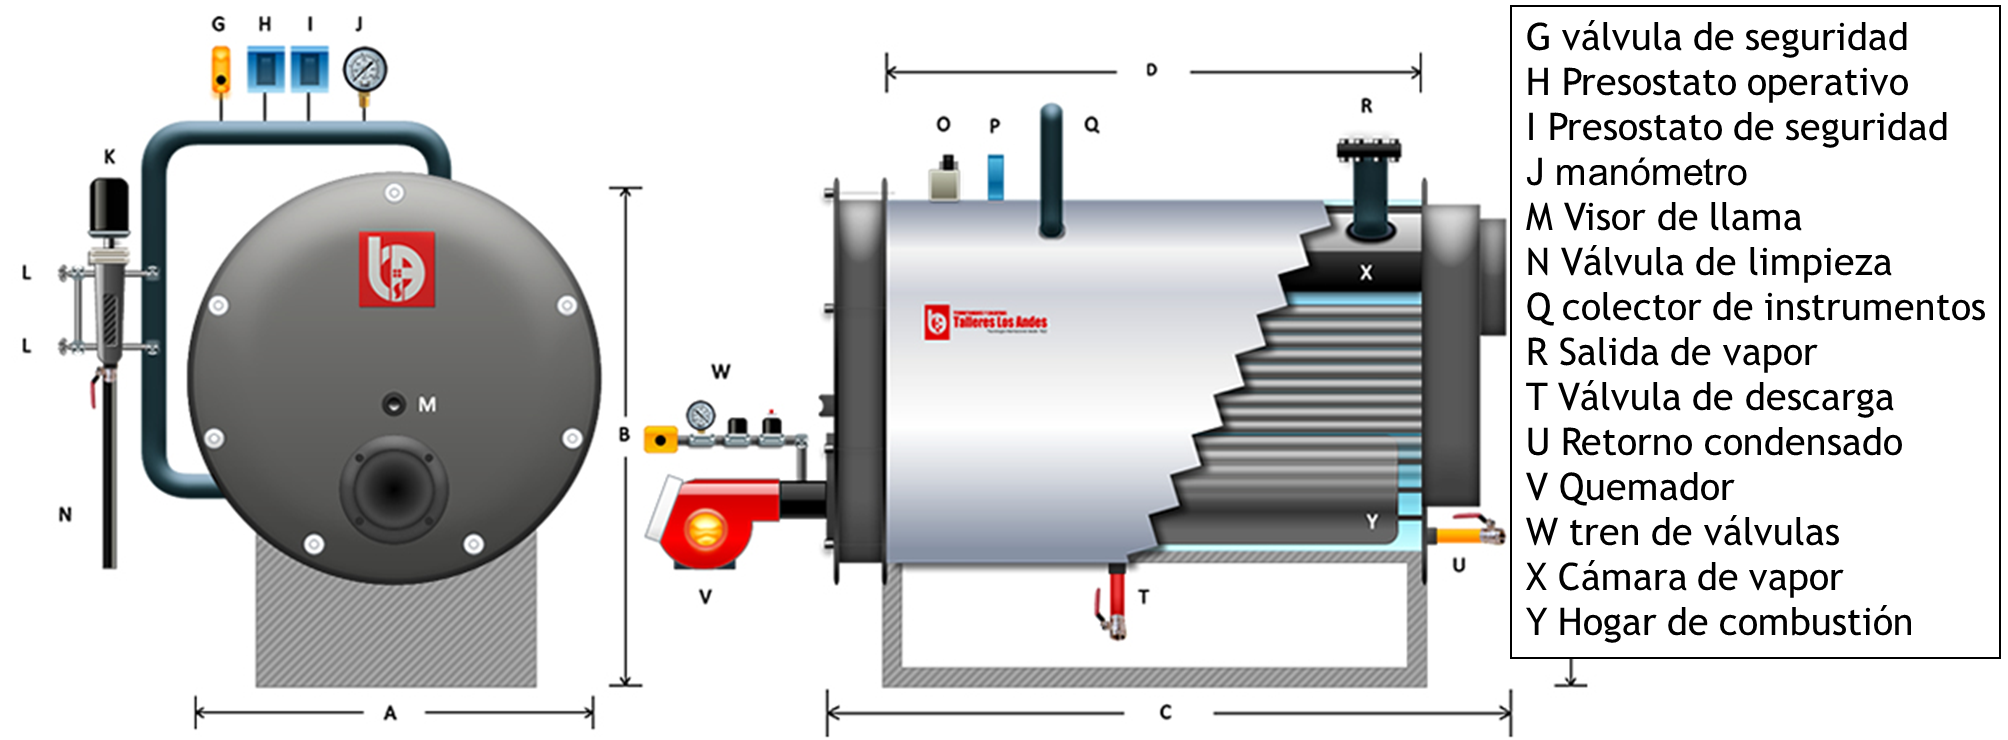 G H I J
K
L
L
M
N
A
B
D
O P Q R
X
Talleres Los Andes
W
Y
V
T
U
C
G válvula de seguridad
H Presostato operativo
I Presostato de seguridad
J manómetro
M Visor de llama
N Válvula de limpieza
Q colector de instrumentos
R Salida de vapor
T Válvula de descarga
U Retorno condensado
V Quemador
W tren de válvulas
X Cámara de vapor
Y Hogar de combustión